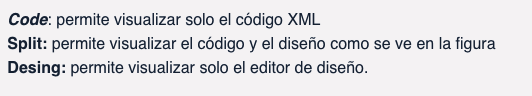 Code: permite visualizar solo el código XML
Split: permite visualizar el código y el diseño como se ve en la figura
Desing: permite visualizar solo el editor de diseño.